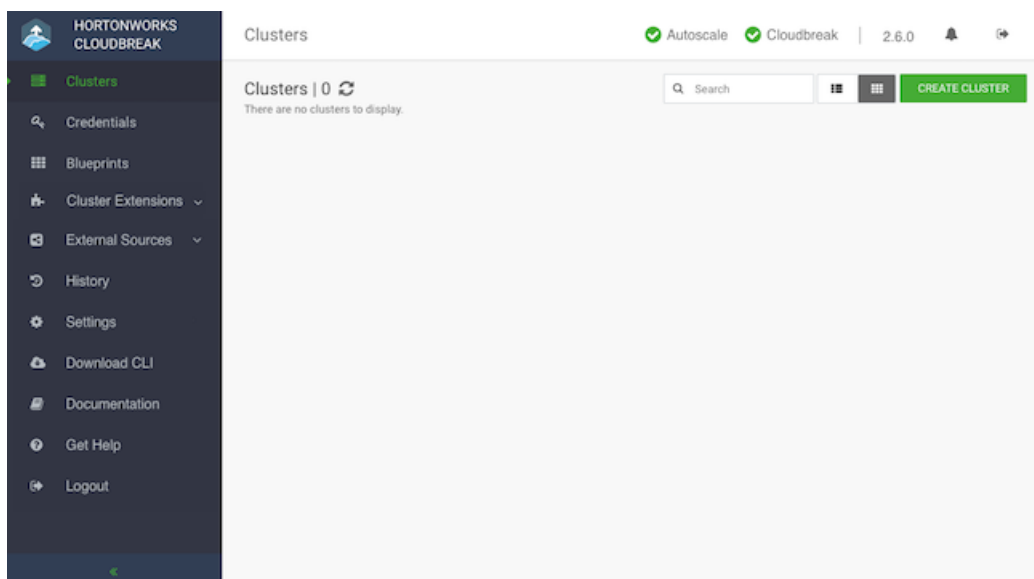 HORTONWORKS
CLOUDBREAK
Clusters
Autoscale
Cloudbreak
2.6.0
Clusters
Credentials
Blueprints
Cluster Extensions
External Sources
History
Settings
Download CLI
Documentation
Get Help
Logout
Clusters | 0
There are no clusters to display.
Search
CREATE CLUSTER